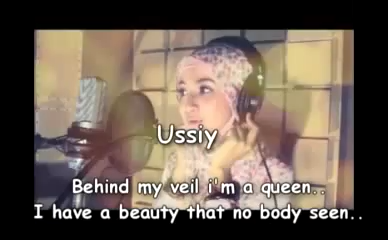 Ussiy
Behind my veil i'm a queen..
I have a beauty that no body seen..